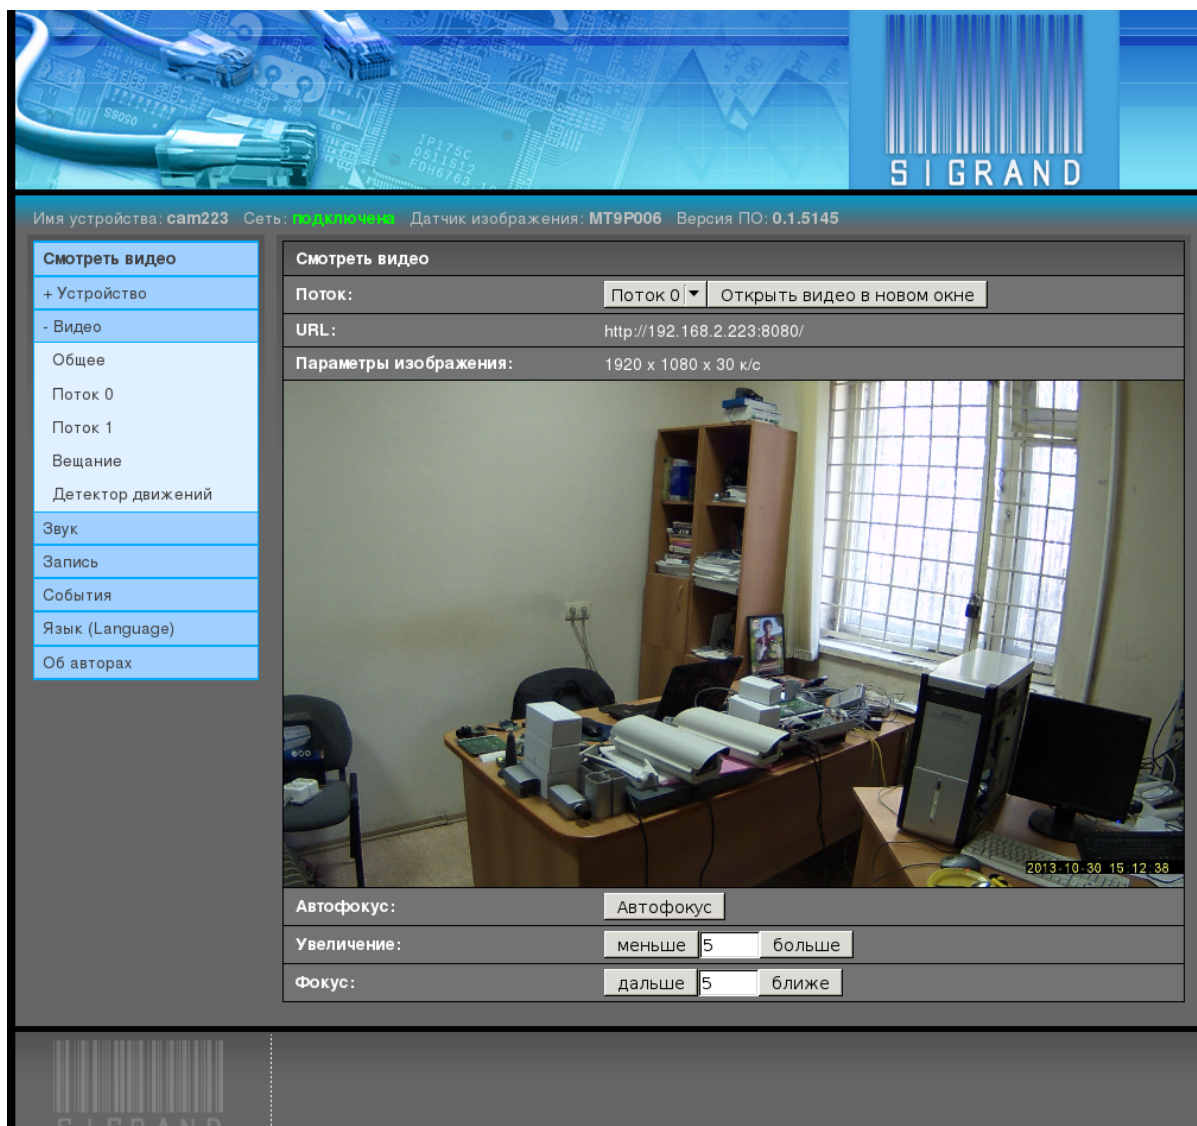 S9090
IP175C
SIGRAND
Имя устройства: cam223 Сеть: подключена Датчик изображения: MT9P006 Версия ПО: 0.1.5145
Смотреть видео
+ Устройство
- Видео
Общее
Поток 0
Поток 1
Вещание
Детектор движений
Звук
Запись
События
Язык (Language)
Об авторах
Смотреть видео
Поток: Поток 0 Открыть видео в новом окне
URL: http://192.168.2.223:8080/
Параметры изображения: 1920 x 1080 x 30 к/с
2013-10-30 15:12:38
Автофокус: Автофокус
Увеличение: меньше 5 больше
Фокус: дальше 5 ближе
SIGRAND